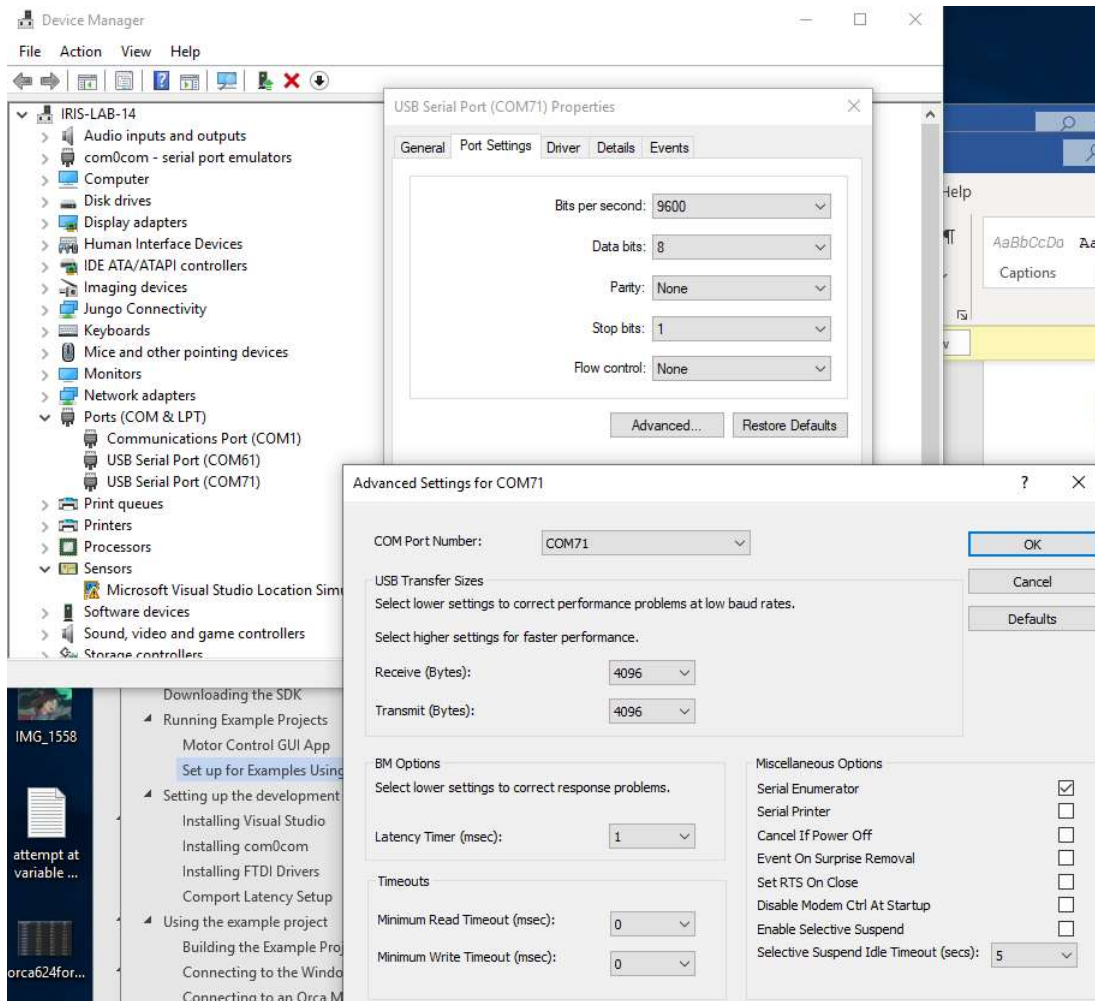 Device Manager
File Action View Help
IRIS-LAB-14
Audio inputs and outputs
com0com - serial port emulators
Computer
Disk drives
Display adapters
Human Interface Devices
IDE ATA/ATAPI controllers
Imaging devices
Jungo Connectivity
Keyboards
Mice and other pointing devices
Monitors
Network adapters
Ports (COM & LPT)
Communications Port (COM1)
USB Serial Port (COM61)
USB Serial Port (COM71)
Print queues
Printers
Processors
Sensors
Microsoft Visual Studio Location Simu
Software devices
Sound, video and game controllers
Storage controllers
USB Serial Port (COM71) Properties
General Port Settings Driver Details Events
Bits per second: 9600
Data bits: 8
Parity: None
Stop bits: 1
Flow control: None
Advanced... Restore Defaults
Help
AaBbCcDa Aa
Captions
Advanced Settings for COM71
COM Port Number: COM71
OK
Cancel
Defaults
USB Transfer Sizes
Select lower settings to correct performance problems at low baud rates.
Select higher settings for faster performance.
Receive (Bytes): 4096
Transmit (Bytes): 4096
BM Options
Select lower settings to correct response problems.
Latency Timer (msec): 1
Timeouts
Minimum Read Timeout (msec): 0
Minimum Write Timeout (msec): 0
Miscellaneous Options
Serial Enumerator
Serial Printer
Cancel If Power Off
Event On Surprise Removal
Set RTS On Close
Disable Modem Ctrl At Startup
Enable Selective Suspend
Selective Suspend Idle Timeout (secs): 5
IMG_1558
attempt at
variable ...
orca624for...
Downloading the SDK
Running Example Projects
Motor Control GUI App
Set up for Examples Using
Setting up the development
Installing Visual Studio
Installing com0com
Installing FTDI Drivers
Comport Latency Setup
Using the example project
Building the Example Proj
Connecting to the Windo
Connecting to an Orca M